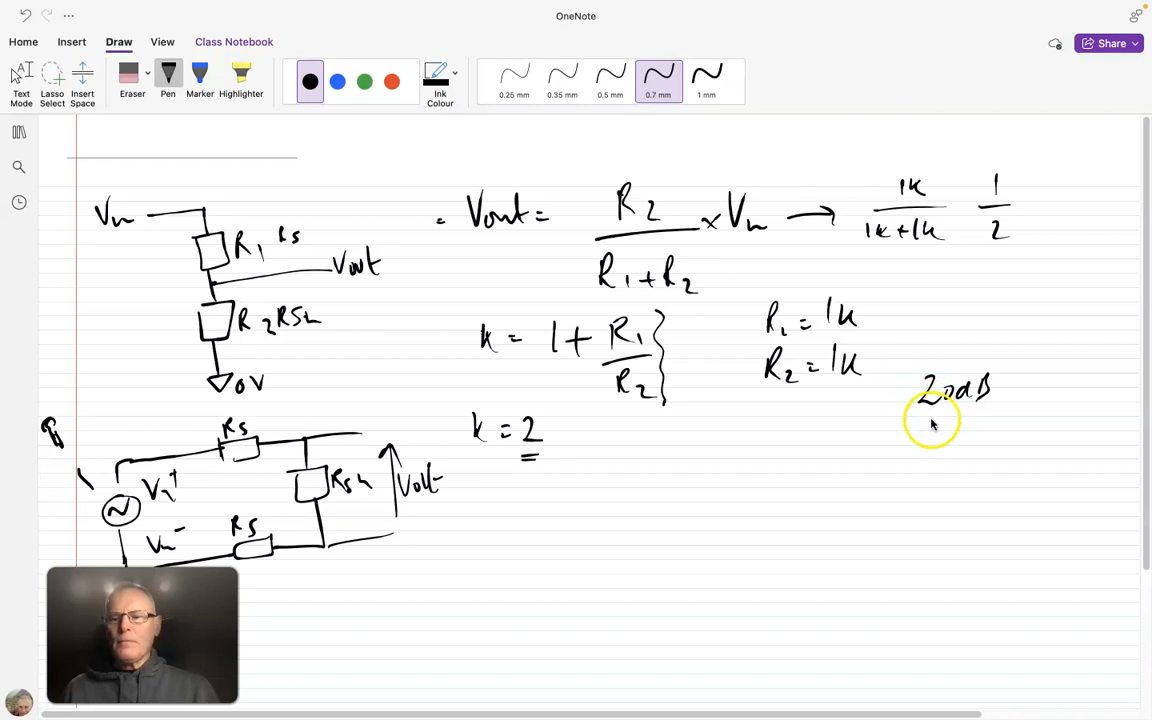 OneNote
Home Insert Draw View Class Notebook
Share
Text Mode
Lasso Select
Insert Space
Eraser
Pen
Marker
Highlighter
Ink Colour
0.25 mm
0.35 mm
0.5 mm
0.7 mm
1 mm
Vin
R1 Rs
Vout
R2 RSh
0V
= Vout = R2 / R1 + R2 × Vin → 1K / 1K+1K 1 / 2
k = 1 + R1 / R2
R1 = 1K
R2 = 1K
20dB
k = 2
Rs
Vin+
RSh
Vout
Vin-
RS